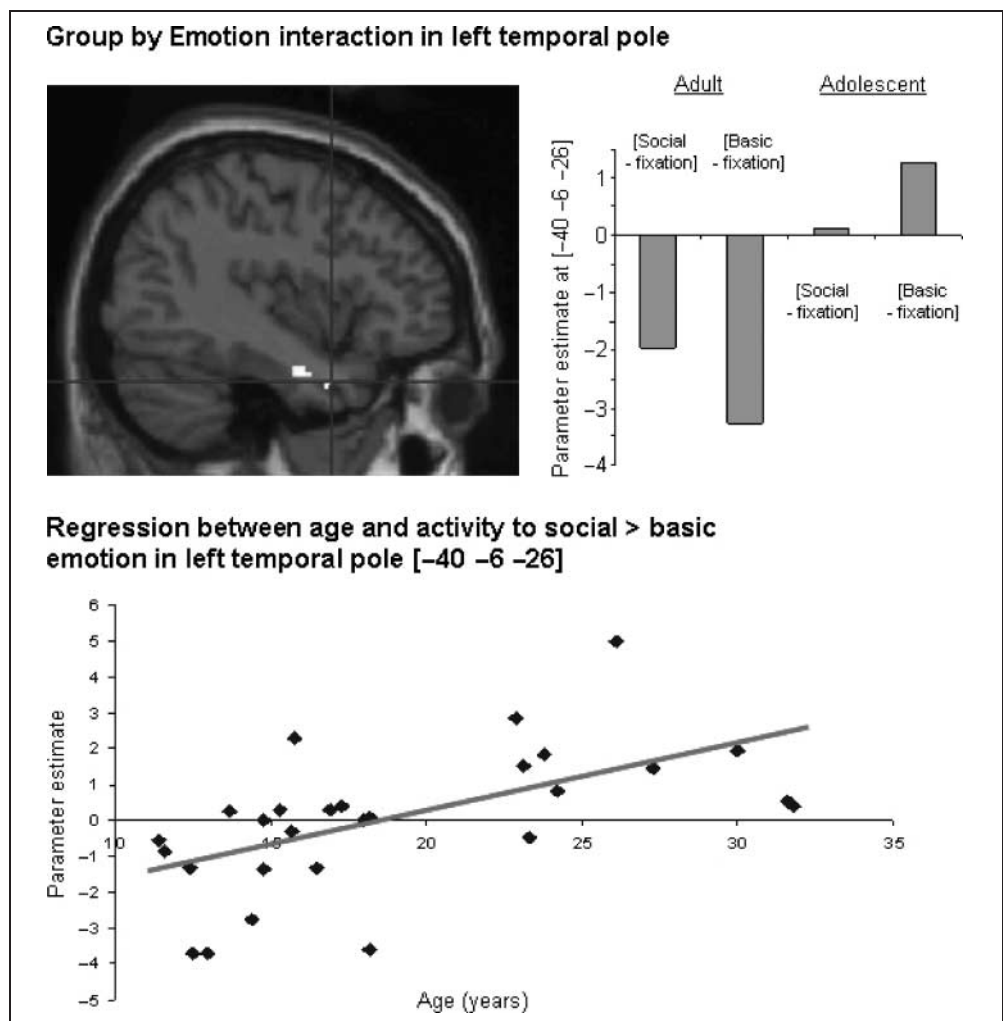 Group by Emotion interaction in left temporal pole
Adult
Adolescent
[Social
- fixation]
[Basic
- fixation]
Parameter estimate at [-40 -6 -26]
1
0
−1
−2
−3
−4
[Social
- fixation]
[Basic
- fixation]
Regression between age and activity to social > basic
emotion in left temporal pole [−40 −6 −26]
Parameter estimate
6
5
4
3
2
1
0
−1
−2
−3
−4
−5
10
15
20
25
30
35
Age (years)